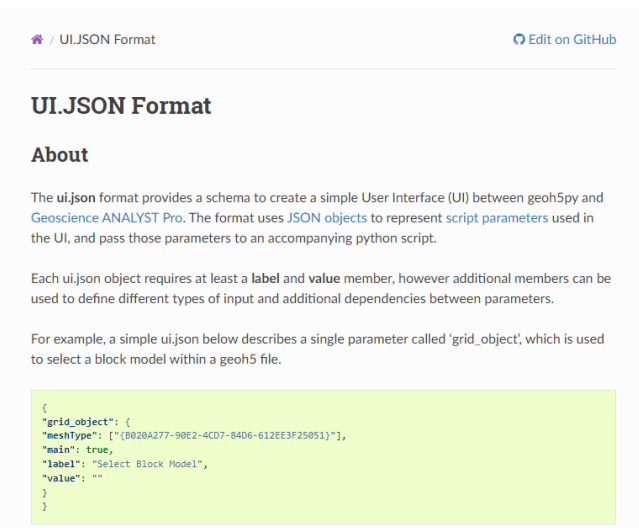 / UI.JSON Format
Edit on GitHub
UI.JSON Format
About
The ui.json format provides a schema to create a simple User Interface (UI) between geoh5py and
Geoscience ANALYST Pro. The format uses JSON objects to represent script parameters used in
the UI, and pass those parameters to an accompanying python script.
Each ui.json object requires at least a label and value member, however additional members can be
used to define different types of input and additional dependencies between parameters.
For example, a simple ui.json below describes a single parameter called ‘grid_object’, which is used
to select a block model within a geoh5 file.
{
"grid_object": {
"meshType": ["{B020A277-90E2-4CD7-84D6-612EE3F25051}"],
"main": true,
"label": "Select Block Model",
"value": ""
}
}